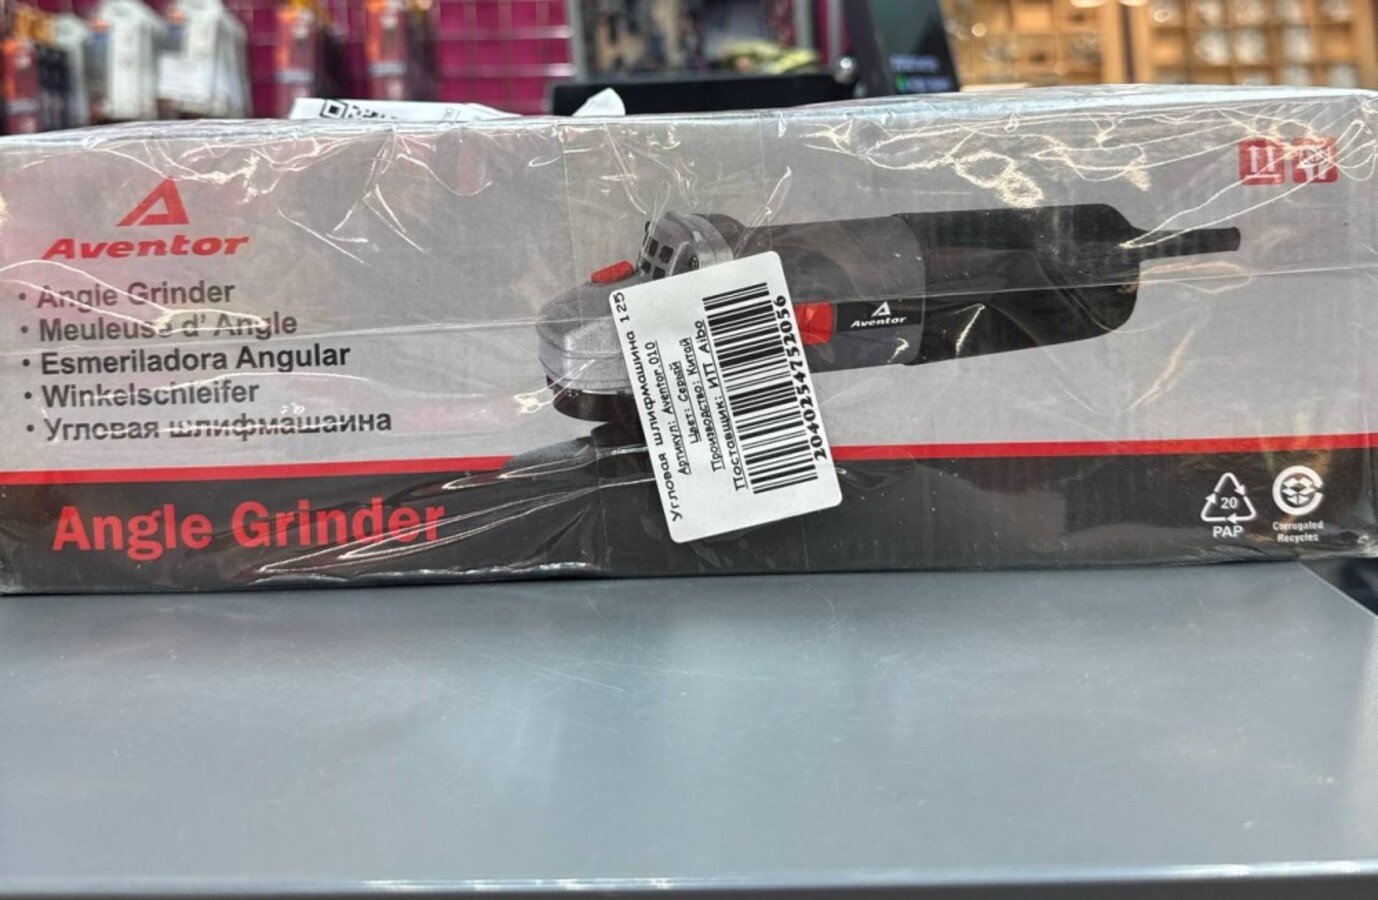 Aventor
• Angle Grinder
• Meuleuse d' Angle
• Esmeriladora Angular
• Winkelschleifer
• Угловая шлифмашаина
Angle Grinder
Угловая шлифмашина 125
Артикул: Aventor.010
Цвет: Серый
Производство: Китай
Поставщик: ИП Aibo
2040254752056
Aventor
20
PAP
Corrugated
Recycles